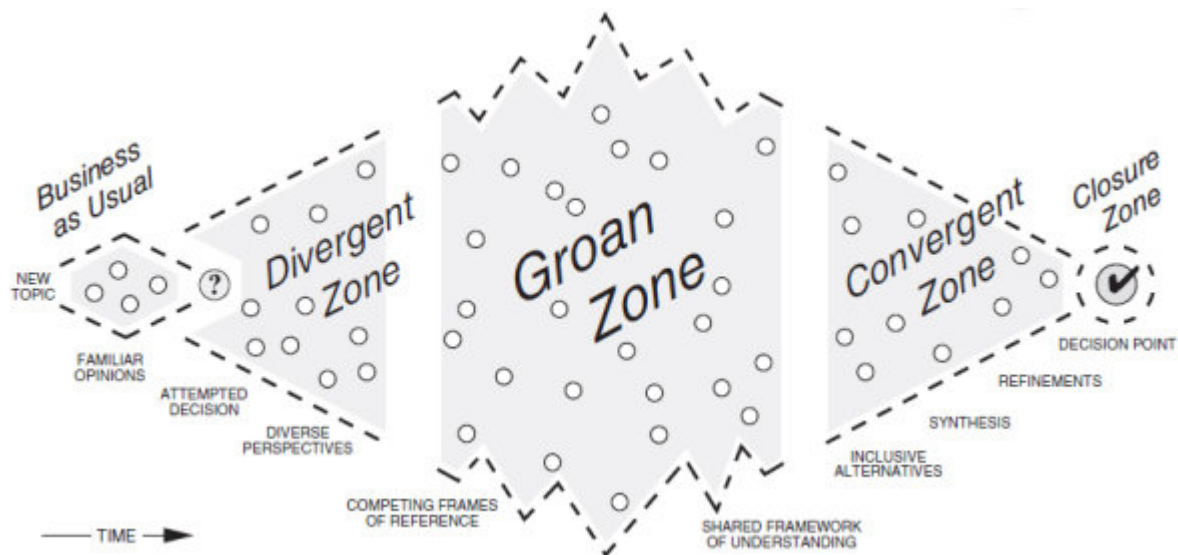 Business
as Usual
NEW
TOPIC
FAMILIAR
OPINIONS
?
ATTEMPTED
DECISION
Divergent
Zone
DIVERSE
PERSPECTIVES
Groan
Zone
COMPETING FRAMES
OF REFERENCE
SHARED FRAMEWORK
OF UNDERSTANDING
Convergent
Zone
INCLUSIVE
ALTERNATIVES
SYNTHESIS
REFINEMENTS
Closure
Zone
DECISION POINT
TIME